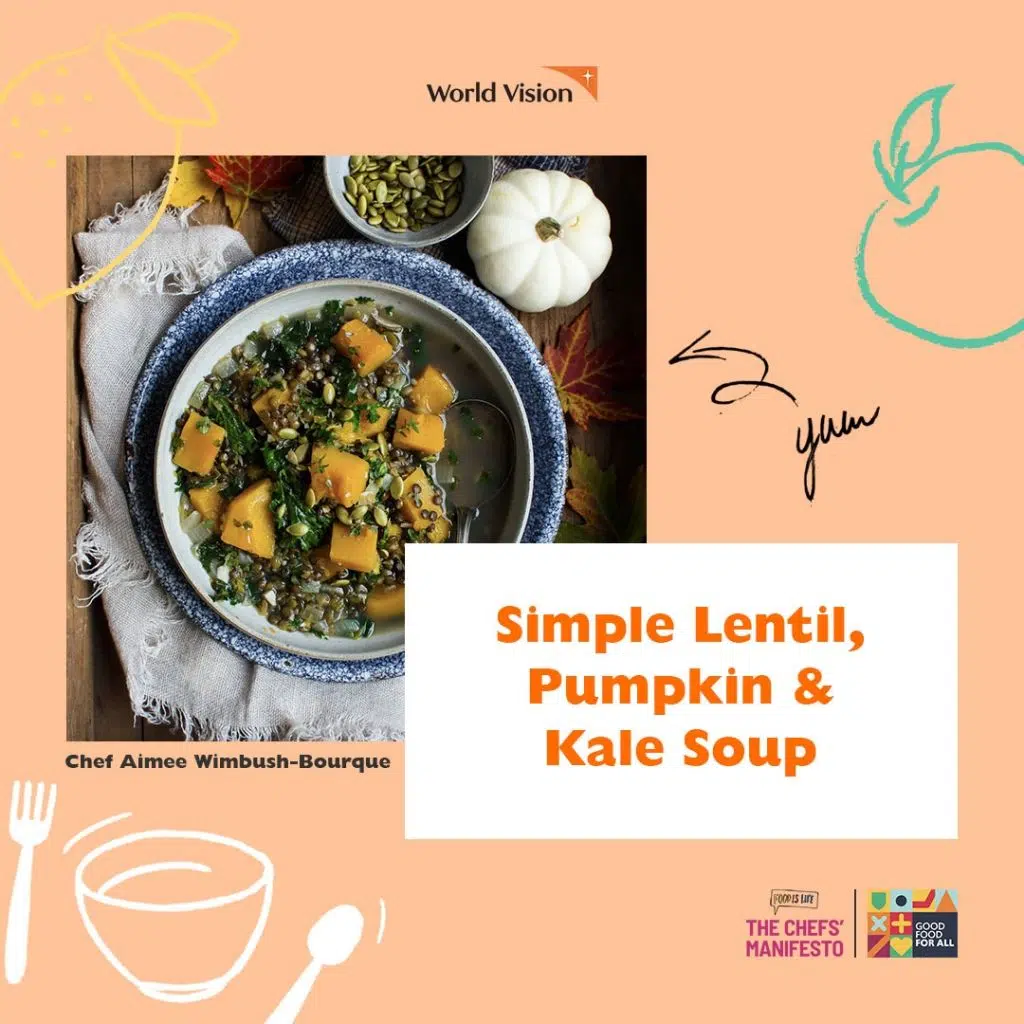 World Vision
yum
Simple Lentil,
Pumpkin &
Kale Soup
Chef Aimee Wimbush-Bourque
FOOD IS LIFE
THE CHEFS'
MANIFESTO
GOOD
FOOD
FOR ALL